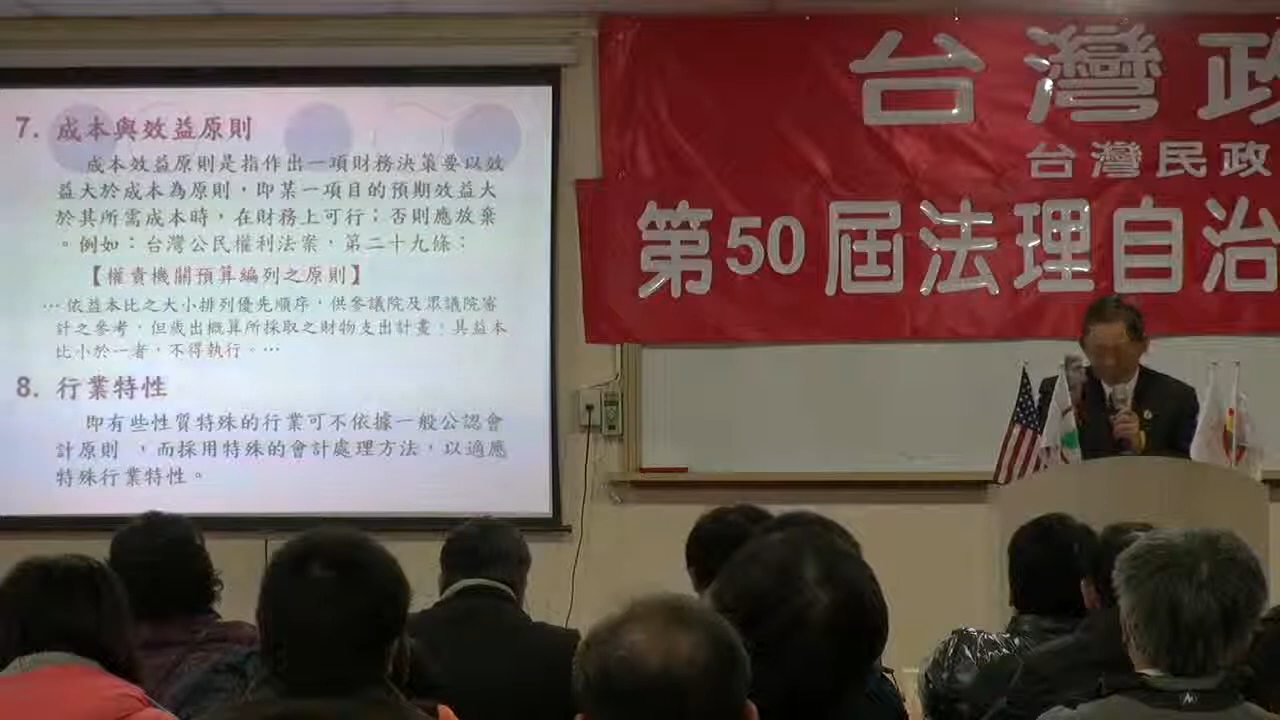 7. 成本與效益原則
成本效益原則是指作出一項財務決策要以效
益大於成本為原則，即某一項目的預期效益大
於其所需成本時，在財務上可行；否則應放棄
。例如：台灣公民權利法案，第二十九條：
【權責機關預算編列之原則】
…依益本比之大小排列優先順序，供參議院及眾議院審
計之參考，但歲出概算所採取之財物支出計畫，其益本
比小於一者，不得執行。…
8. 行業特性
即有些性質特殊的行業可不依據一般公認會
計原則 ，而採用特殊的會計處理方法，以適應
特殊行業特性。
台灣政
台灣民政
第50屆法理自治